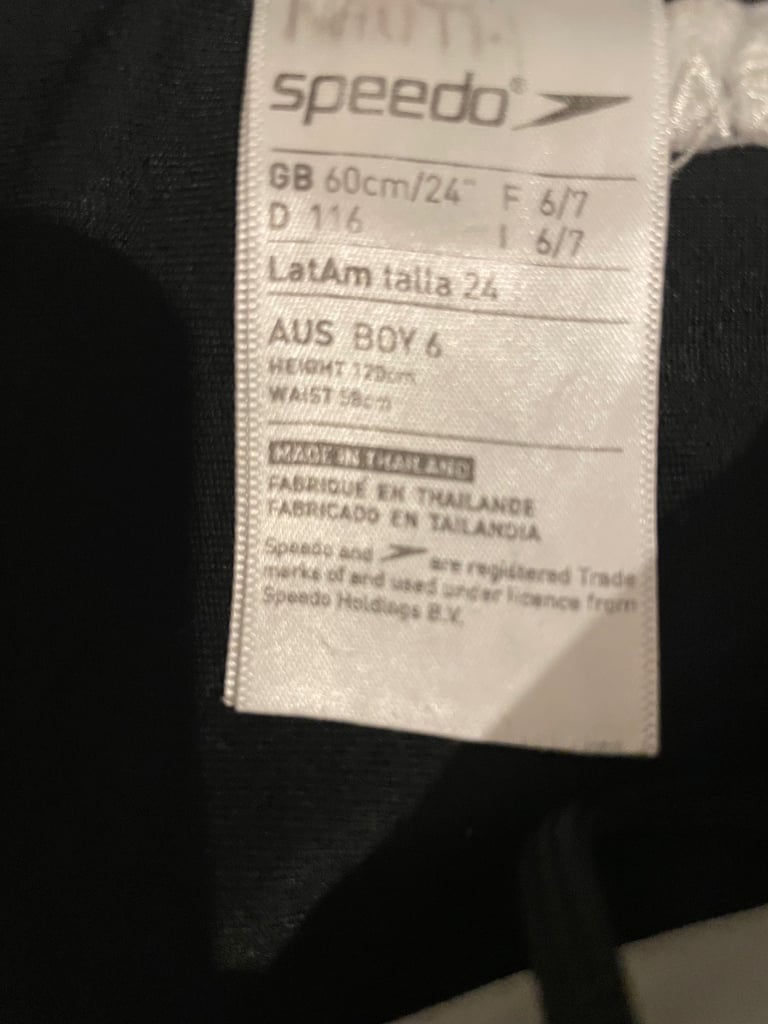 speedo®
GB 60cm/24" F 6/7
D 116 I 6/7
LatAm talla 24
AUS BOY 6
HEIGHT 120cm
WAIST 58cm
MADE IN THAILAND
FABRIQUÉ EN THAILANDE
FABRICADO EN TAILANDIA
Speedo and are registered Trade
marks of and used under licence from
Speedo Holdings B.V.